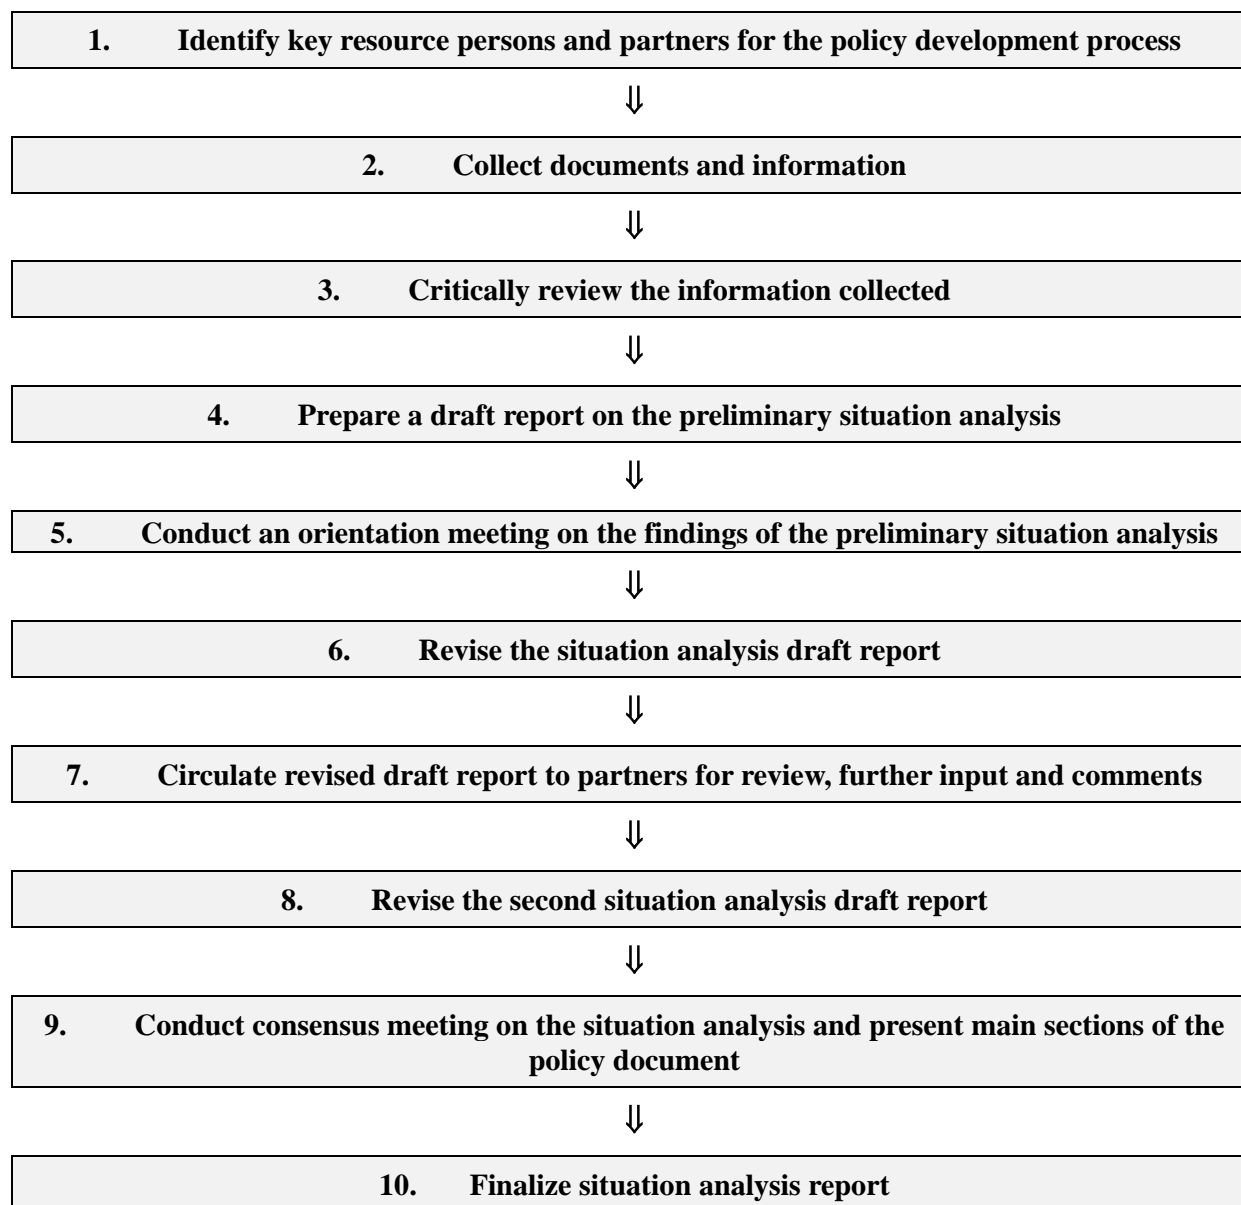 1. Identify key resource persons and partners for the policy development process
⇓
2. Collect documents and information
⇓
3. Critically review the information collected
⇓
4. Prepare a draft report on the preliminary situation analysis
⇓
5. Conduct an orientation meeting on the findings of the preliminary situation analysis
⇓
6. Revise the situation analysis draft report
⇓
7. Circulate revised draft report to partners for review, further input and comments
⇓
8. Revise the second situation analysis draft report
⇓
9. Conduct consensus meeting on the situation analysis and present main sections of the
policy document
⇓
10. Finalize situation analysis report